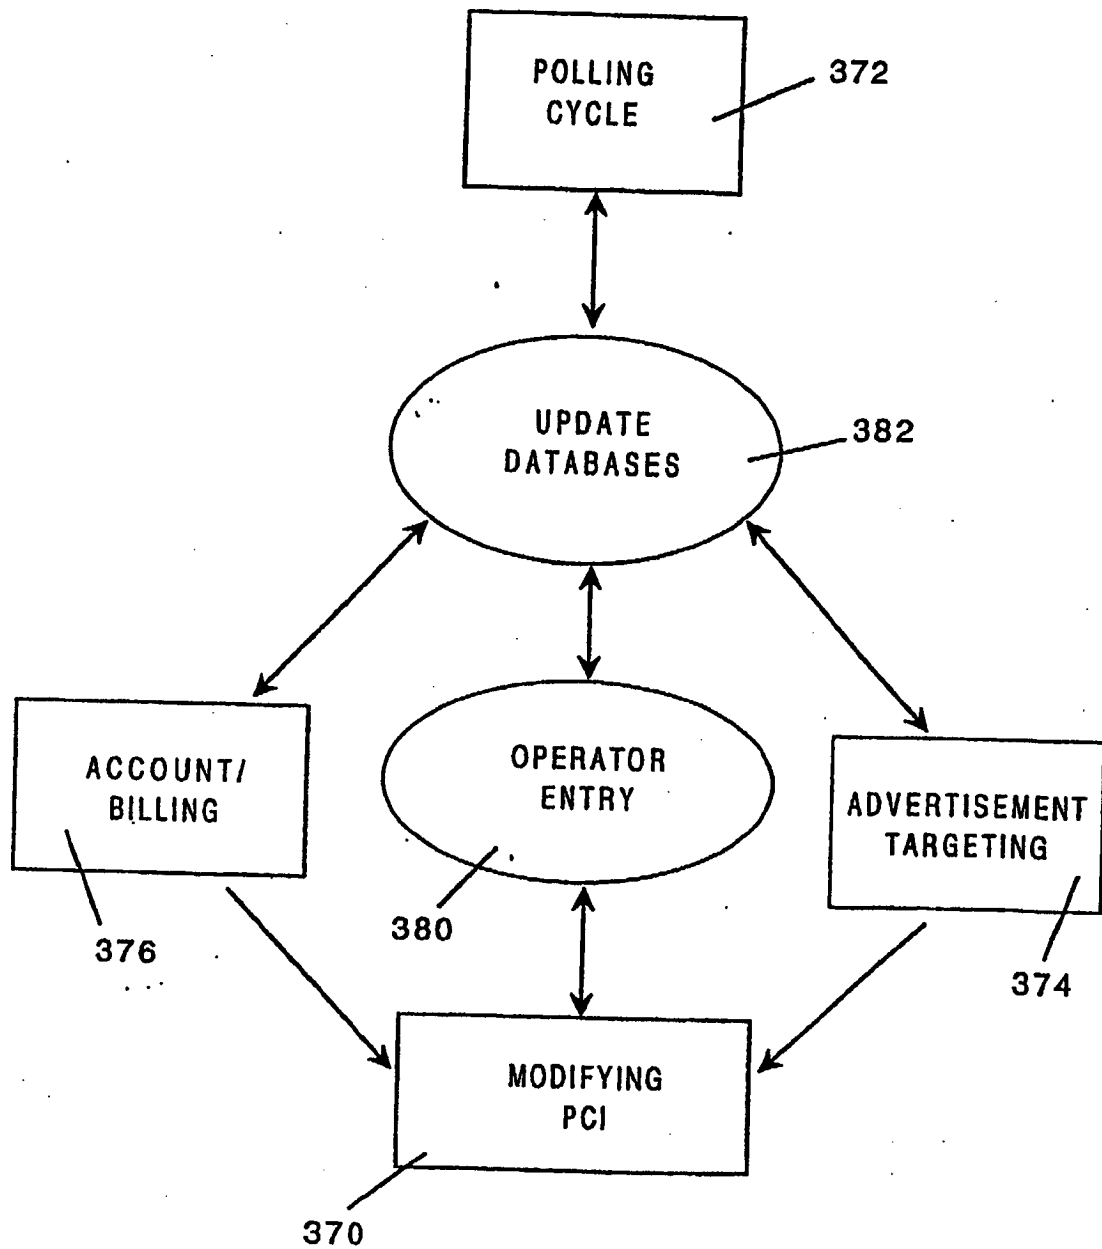 POLLING
CYCLE
372
UPDATE
DATABASES
382
ACCOUNT/
BILLING
376
OPERATOR
ENTRY
380
ADVERTISEMENT
TARGETING
374
MODIFYING
PCI
370